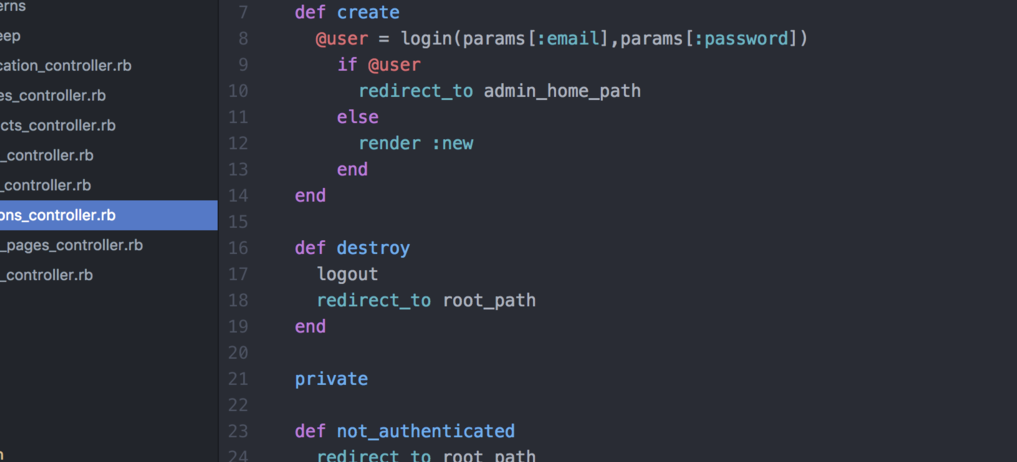 erns
eep
cation_controller.rb
es_controller.rb
cts_controller.rb
_controller.rb
_controller.rb
ons_controller.rb
_pages_controller.rb
_controller.rb
7 def create
8 @user = login(params[:email],params[:password])
9 if @user
10 redirect_to admin_home_path
11 else
12 render :new
13 end
14 end
15
16 def destroy
17 logout
18 redirect_to root_path
19 end
20
21 private
22
23 def not_authenticated
24 redirect_to root_path